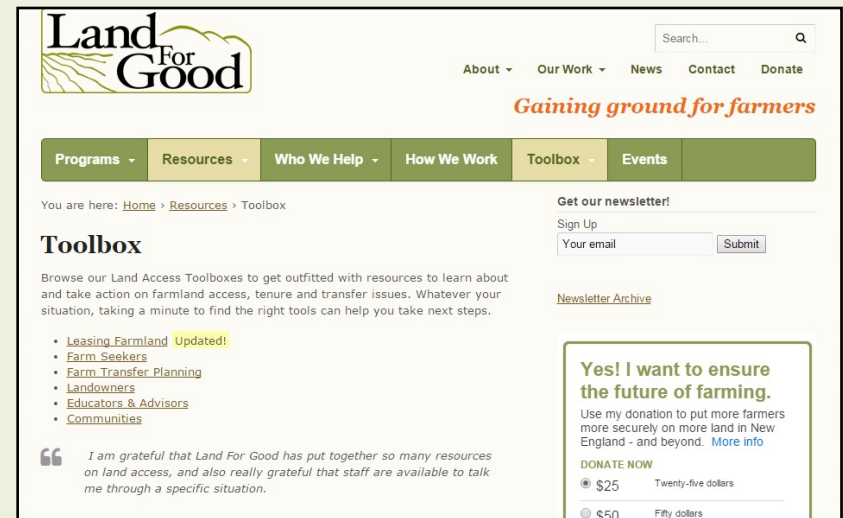 Land
For
Good
Search...
About Our Work News Contact Donate
Gaining ground for farmers
Programs Resources Who We Help How We Work Toolbox Events
You are here: Home › Resources › Toolbox
Toolbox
Browse our Land Access Toolboxes to get outfitted with resources to learn about
and take action on farmland access, tenure and transfer issues. Whatever your
situation, taking a minute to find the right tools can help you take next steps.
• Leasing Farmland Updated!
• Farm Seekers
• Farm Transfer Planning
• Landowners
• Educators & Advisors
• Communities
“ I am grateful that Land For Good has put together so many resources
on land access, and also really grateful that staff are available to talk
me through a specific situation.
Get our newsletter!
Sign Up
Your email Submit
Newsletter Archive
Yes! I want to ensure
the future of farming.
Use my donation to put more farmers
more securely on more land in New
England - and beyond. More info
DONATE NOW
$25 Twenty-five dollars
$50 Fifty dollars